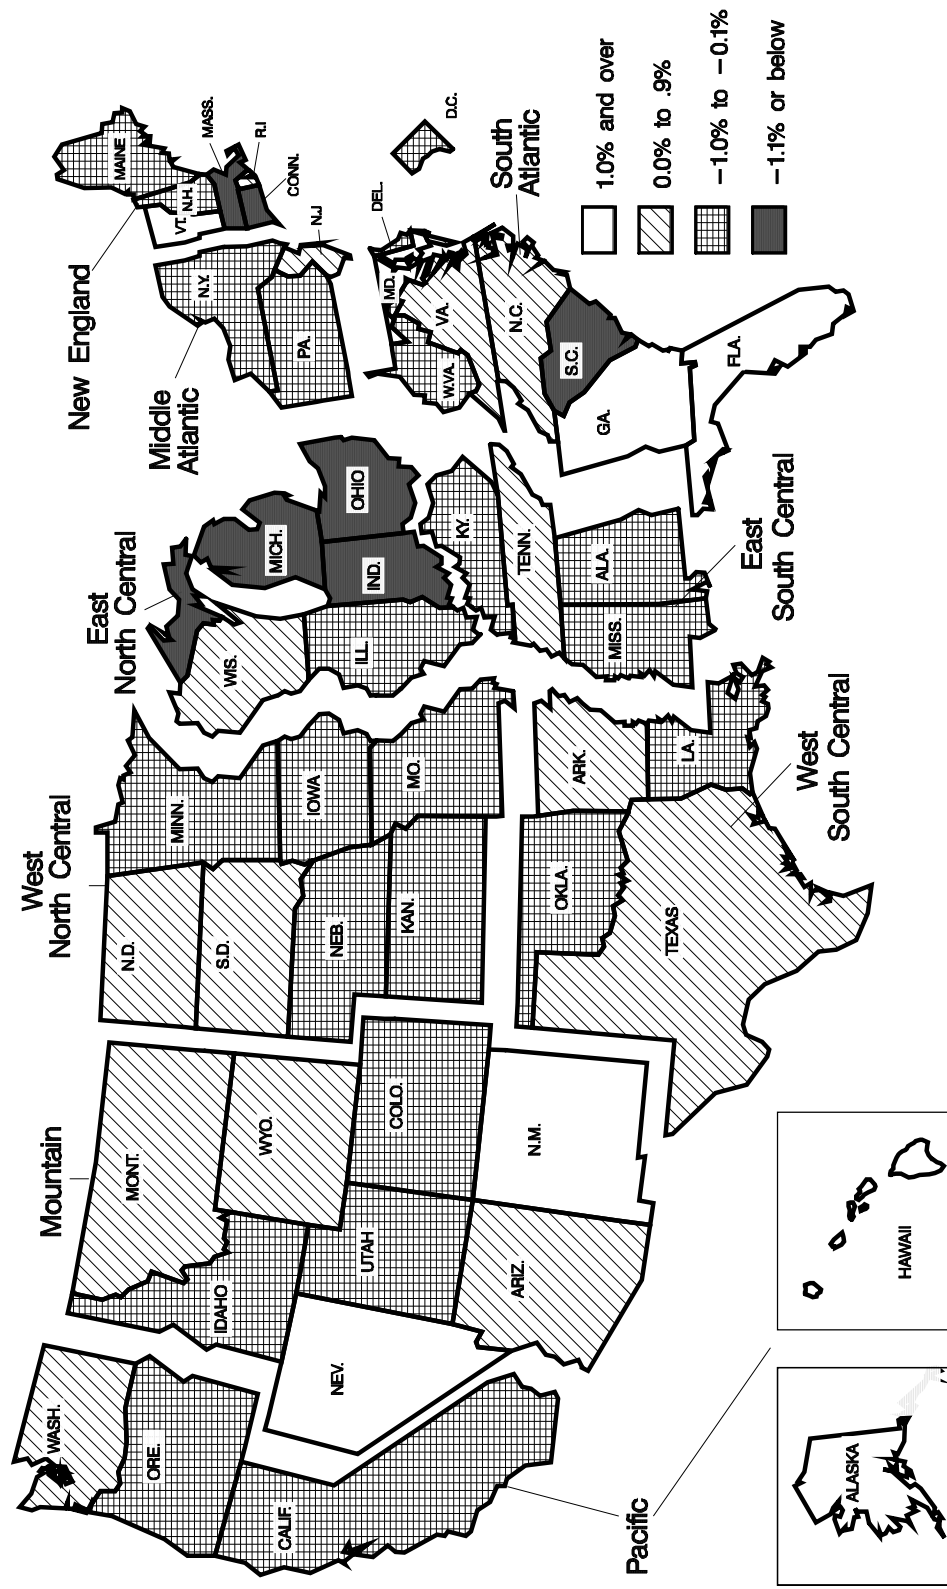 New England
Middle
Atlantic
East
North Central
West
North Central
Mountain
Pacific
South
Atlantic
East
South Central
West
South Central
MAINE
N.H.
VT.
MASS.
R.I
CONN.
N.Y.
N.J
PA.
DEL.
D.C.
MD.
VA.
W.VA.
N.C.
S.C.
GA.
FLA.
OHIO
MICH.
IND.
WIS.
ILL.
KY.
TENN.
ALA.
MISS.
MINN.
IOWA
MO.
N.D.
S.D.
NEB.
KAN.
ARK.
LA.
OKLA.
TEXAS
MONT.
WYO.
COLO.
N.M.
IDAHO
UTAH
ARIZ.
NEV.
WASH.
ORE.
CALIF.
ALASKA
HAWAII
1.0% and over
0.0% to .9%
−1.0% to −0.1%
−1.1% or below